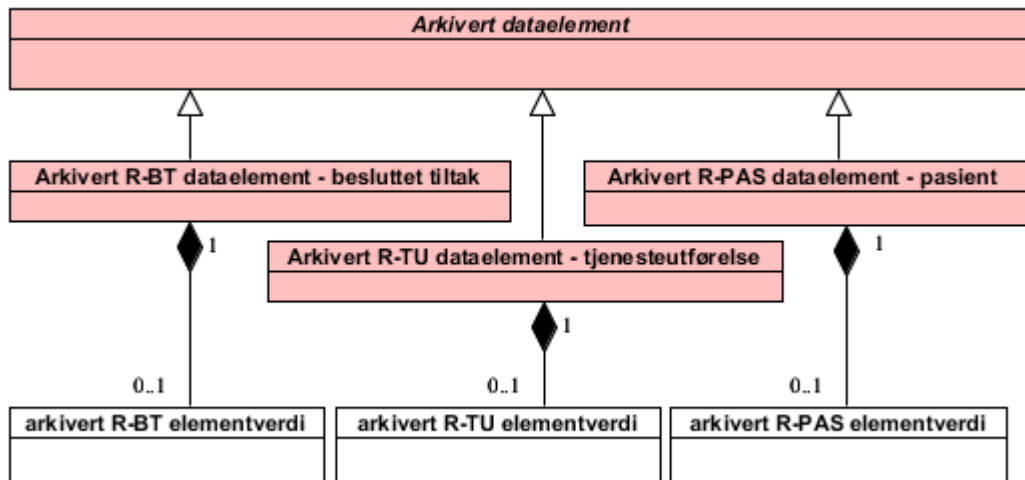 Arkivert dataelement
Arkivert R-BT dataelement - besluttet tiltak
Arkivert R-PAS dataelement - pasient
1
1
Arkivert R-TU dataelement - tjenesteutførelse
1
0..1
0..1
0..1
arkivert R-BT elementverdi
arkivert R-TU elementverdi
arkivert R-PAS elementverdi